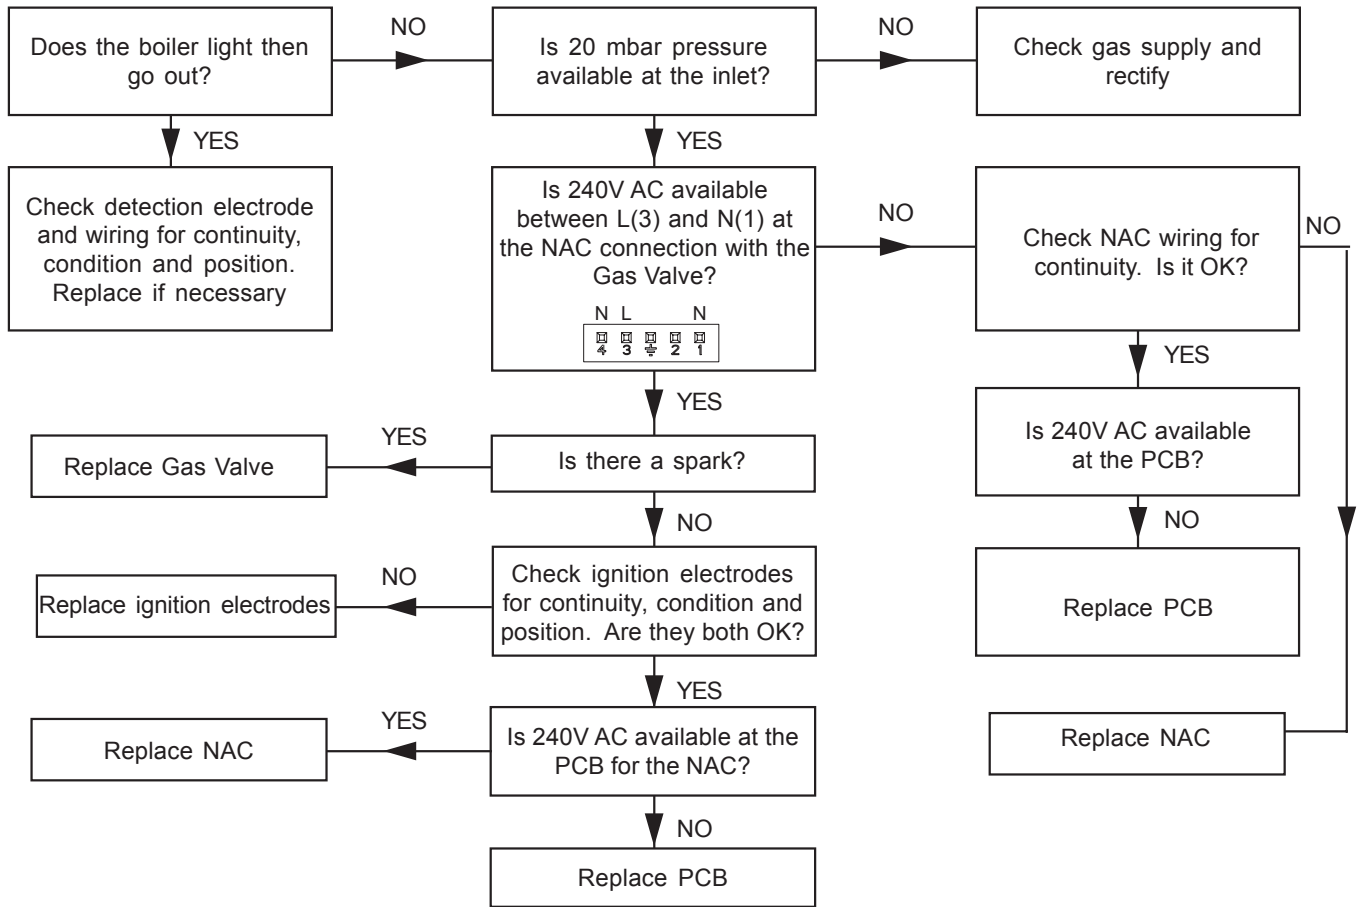 Does the boiler light then
go out?
NO
Is 20 mbar pressure
available at the inlet?
NO
Check gas supply and
rectify
YES
YES
Check detection electrode
and wiring for continuity,
condition and position.
Replace if necessary
Is 240V AC available
between L(3) and N(1) at
the NAC connection with the
Gas Valve?
N L N
4 3 2 1
NO
Check NAC wiring for
continuity. Is it OK?
NO
YES
YES
Is 240V AC available
at the PCB?
Replace Gas Valve
YES
Is there a spark?
NO
NO
Replace ignition electrodes
NO
Check ignition electrodes
for continuity, condition and
position. Are they both OK?
Replace PCB
YES
Replace NAC
YES
Is 240V AC available at the
PCB for the NAC?
Replace NAC
NO
Replace PCB